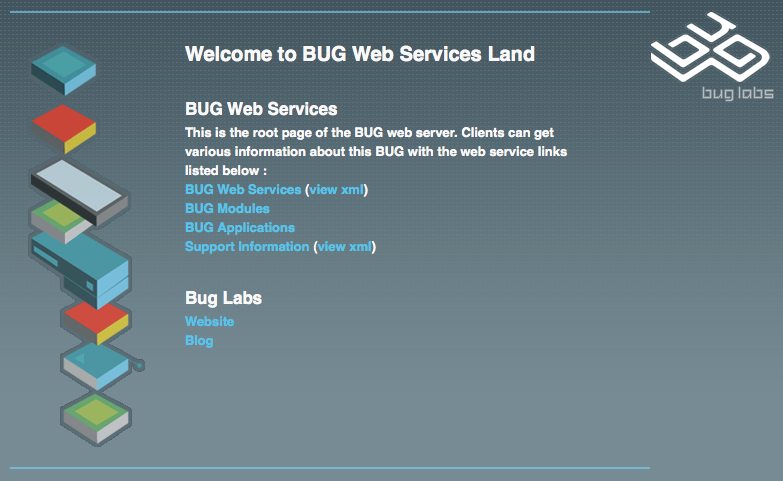 Welcome to BUG Web Services Land
bug labs
BUG Web Services
This is the root page of the BUG web server. Clients can get
various information about this BUG with the web service links
listed below :
BUG Web Services (view xml)
BUG Modules
BUG Applications
Support Information (view xml)
Bug Labs
Website
Blog